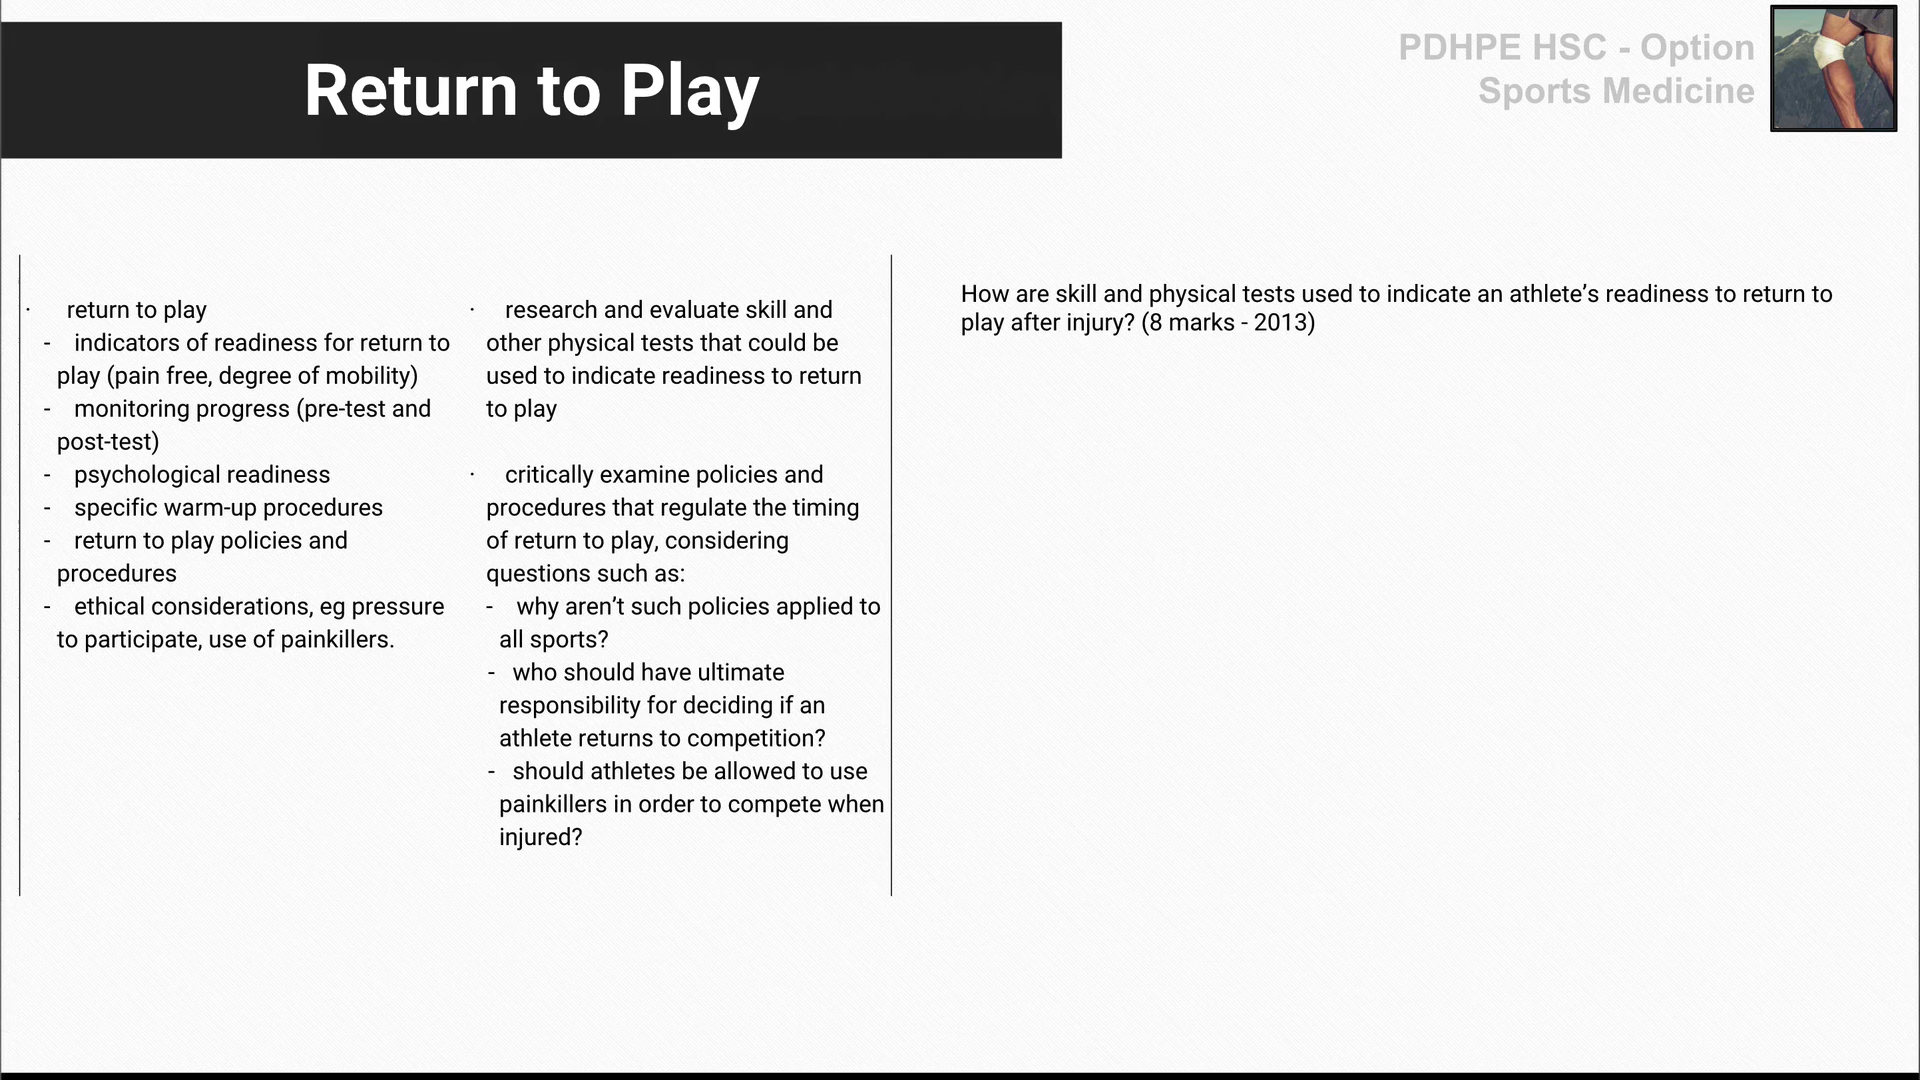 Return to Play
PDHPE HSC - Option
Sports Medicine
· return to play
- indicators of readiness for return to
play (pain free, degree of mobility)
- monitoring progress (pre-test and
post-test)
- psychological readiness
- specific warm-up procedures
- return to play policies and
procedures
- ethical considerations, eg pressure
to participate, use of painkillers.
· research and evaluate skill and
other physical tests that could be
used to indicate readiness to return
to play
· critically examine policies and
procedures that regulate the timing
of return to play, considering
questions such as:
- why aren’t such policies applied to
all sports?
- who should have ultimate
responsibility for deciding if an
athlete returns to competition?
- should athletes be allowed to use
painkillers in order to compete when
injured?
How are skill and physical tests used to indicate an athlete’s readiness to return to
play after injury? (8 marks - 2013)